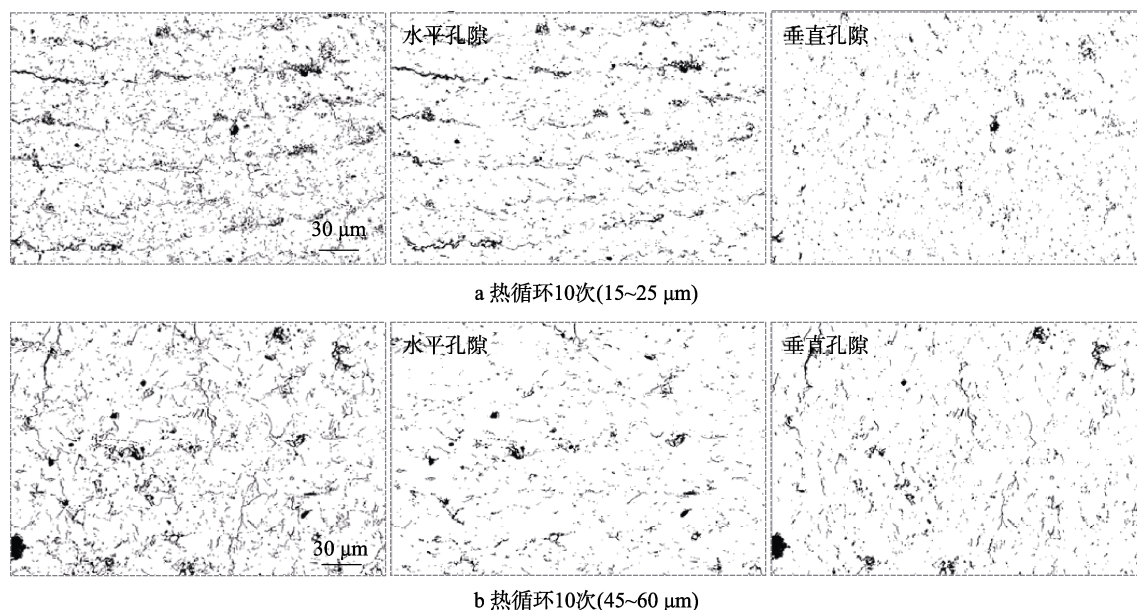 水平孔隙
垂直孔隙
30 μm
a 热循环10次(15~25 μm)
水平孔隙
垂直孔隙
30 μm
b 热循环10次(45~60 μm)